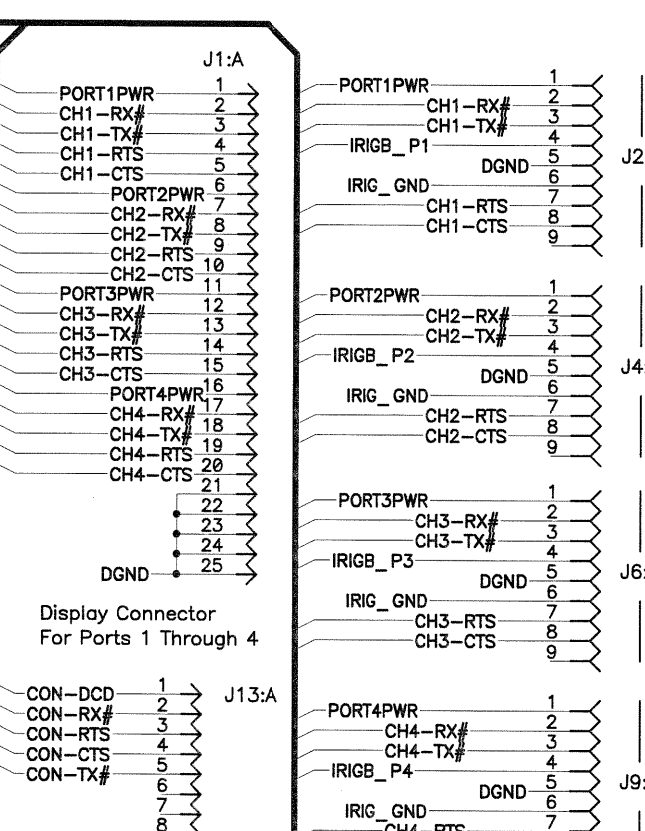 J1:A
PORT1PWR 1
CH1-RX# 2
CH1-TX# 3
CH1-RTS 4
CH1-CTS 5
PORT2PWR 6
CH2-RX# 7
CH2-TX# 8
CH2-RTS 9
CH2-CTS 10
PORT3PWR 11
CH3-RX# 12
CH3-TX# 13
CH3-RTS 14
CH3-CTS 15
PORT4PWR 16
CH4-RX# 17
CH4-TX# 18
CH4-RTS 19
CH4-CTS 20
21
22
23
24
DGND 25
Display Connector
For Ports 1 Through 4
J13:A
CON-DCD 1
CON-RX# 2
CON-RTS 3
CON-CTS 4
CON-TX# 5
6
7
8
PORT1PWR 1
CH1-RX# 2
CH1-TX# 3
IRIGB_P1 4
DGND 5
IRIG_GND 6
CH1-RTS 7
CH1-CTS 8
9
J2
PORT2PWR 1
CH2-RX# 2
CH2-TX# 3
IRIGB_P2 4
DGND 5
IRIG_GND 6
CH2-RTS 7
CH2-CTS 8
9
J4:
PORT3PWR 1
CH3-RX# 2
CH3-TX# 3
IRIGB_P3 4
DGND 5
IRIG_GND 6
CH3-RTS 7
CH3-CTS 8
9
J6:
PORT4PWR 1
CH4-RX# 2
CH4-TX# 3
IRIGB_P4 4
DGND 5
IRIG_GND 6
CH4-RTS 7
J9: